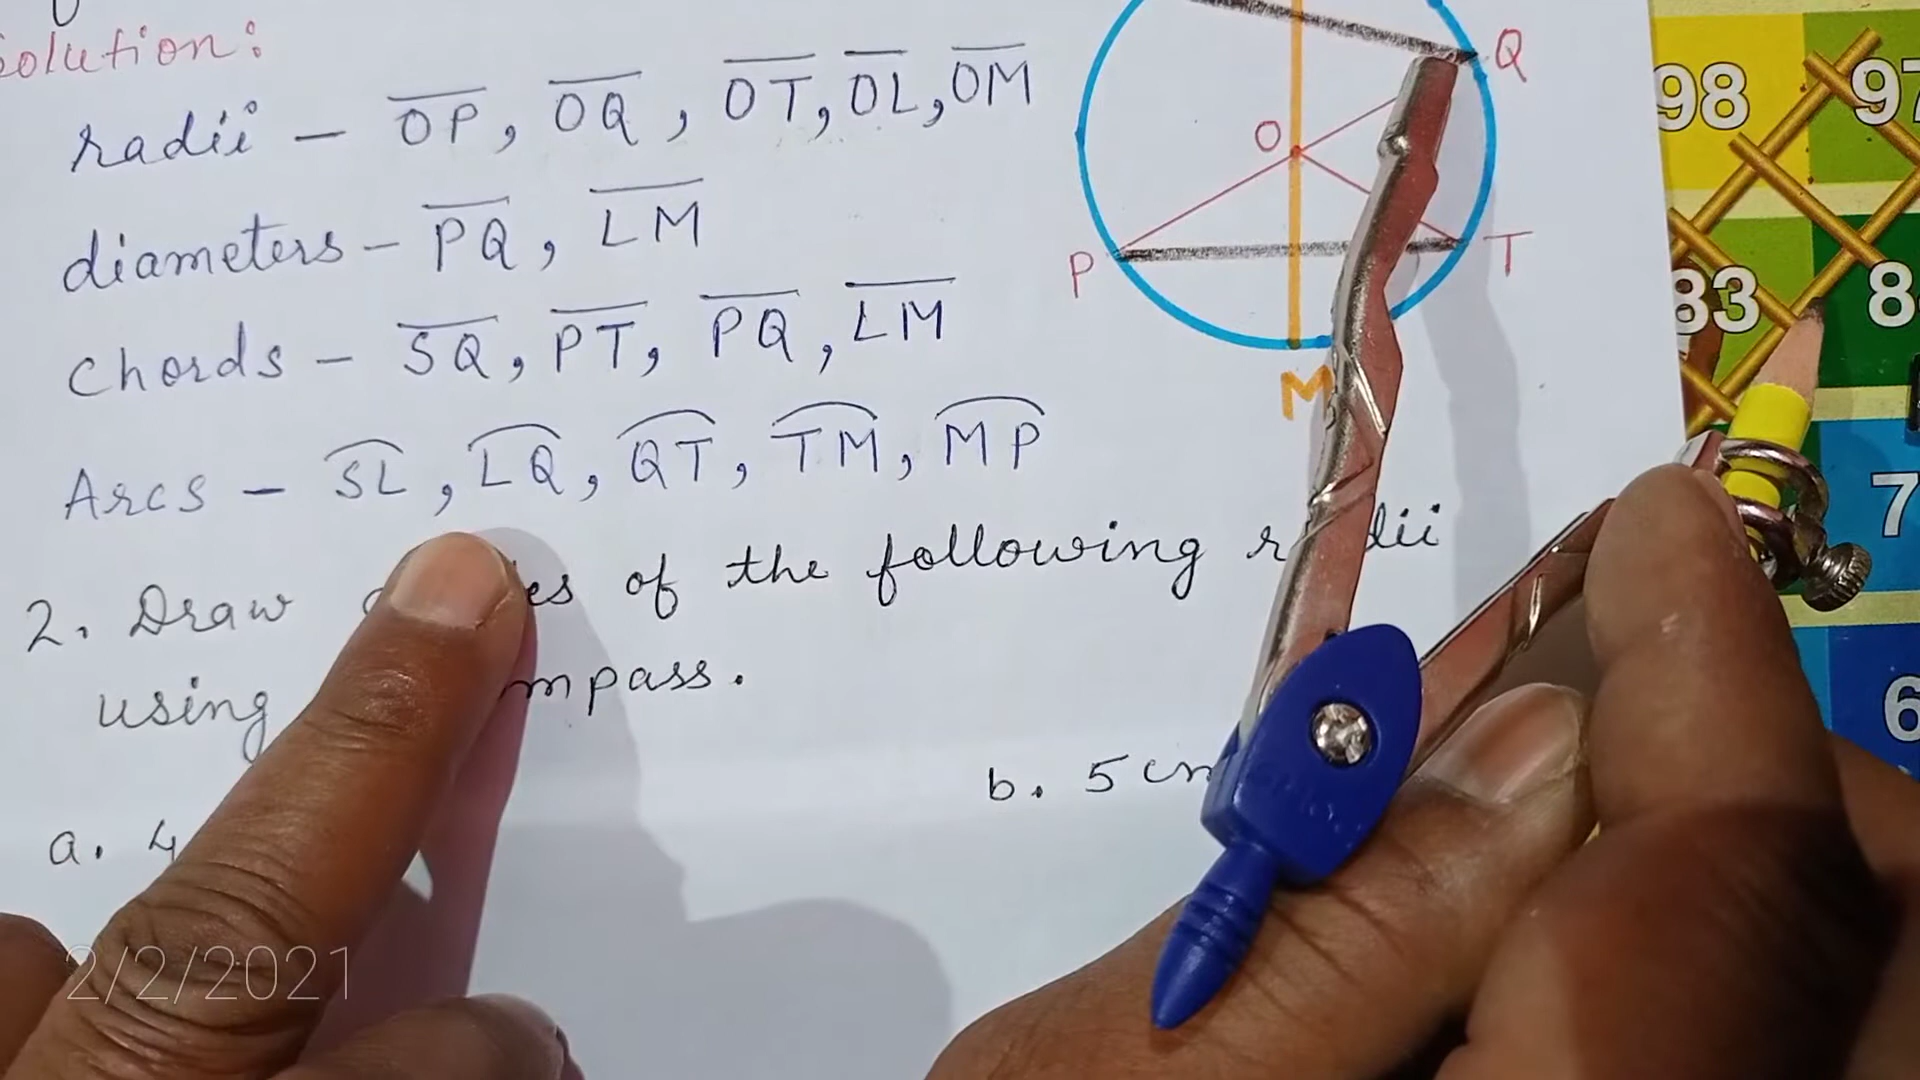 Solution:
radii - OP, OQ, OT, OL, OM
diameters - PQ, LM
Chords - SQ, PT, PQ, LM
Arcs - SL, LQ, QT, TM, MP
2. Draw of the following
using
a. 4
b. 5 cm
Q
O
P
T
M
98
97
83
8
7
6
2/2/2021